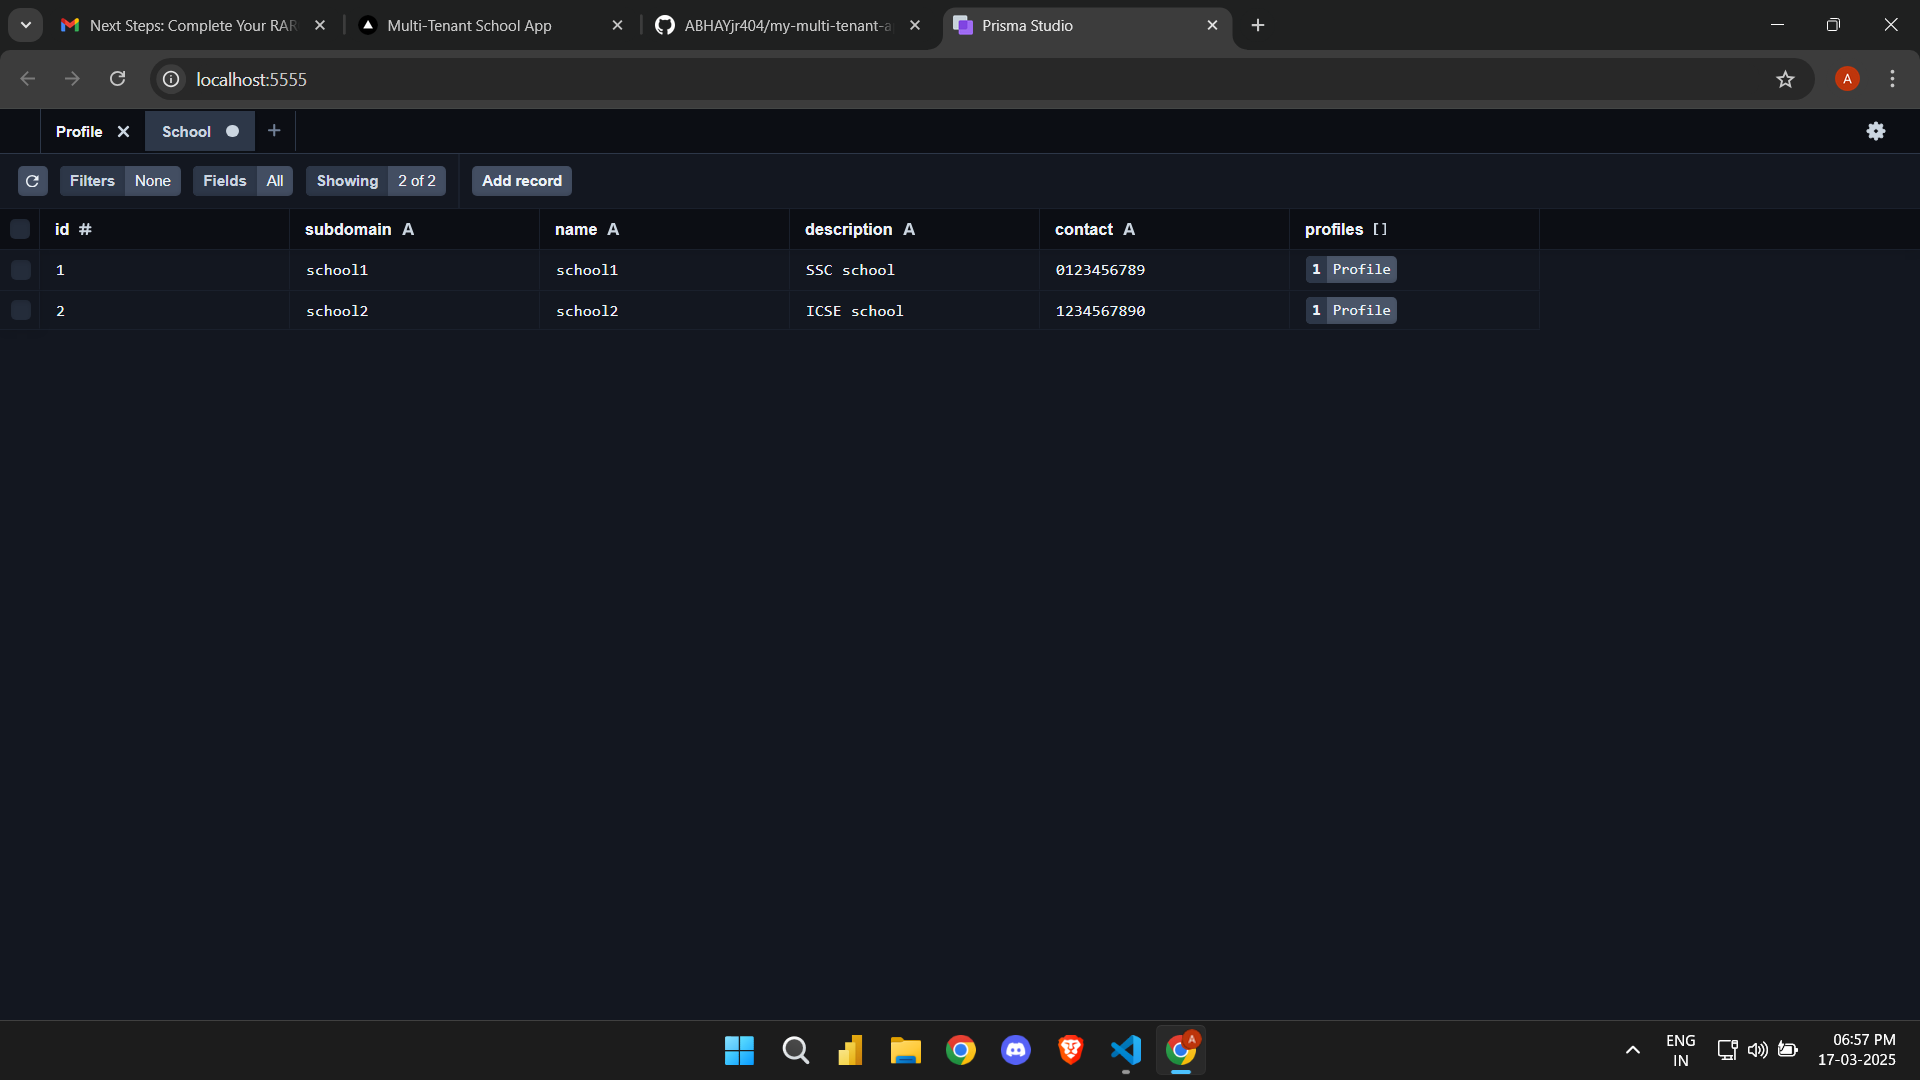 Next Steps: Complete Your RAR
Multi-Tenant School App
ABHAYjr404/my-multi-tenant-a
Prisma Studio
localhost:5555
A
Profile
School
Filters None
Fields All
Showing 2 of 2
Add record
id #
subdomain A
name A
description A
contact A
profiles []
1 school1 school1 SSC school 0123456789 1 Profile
2 school2 school2 ICSE school 1234567890 1 Profile
A
ENG
IN
06:57 PM
17-03-2025